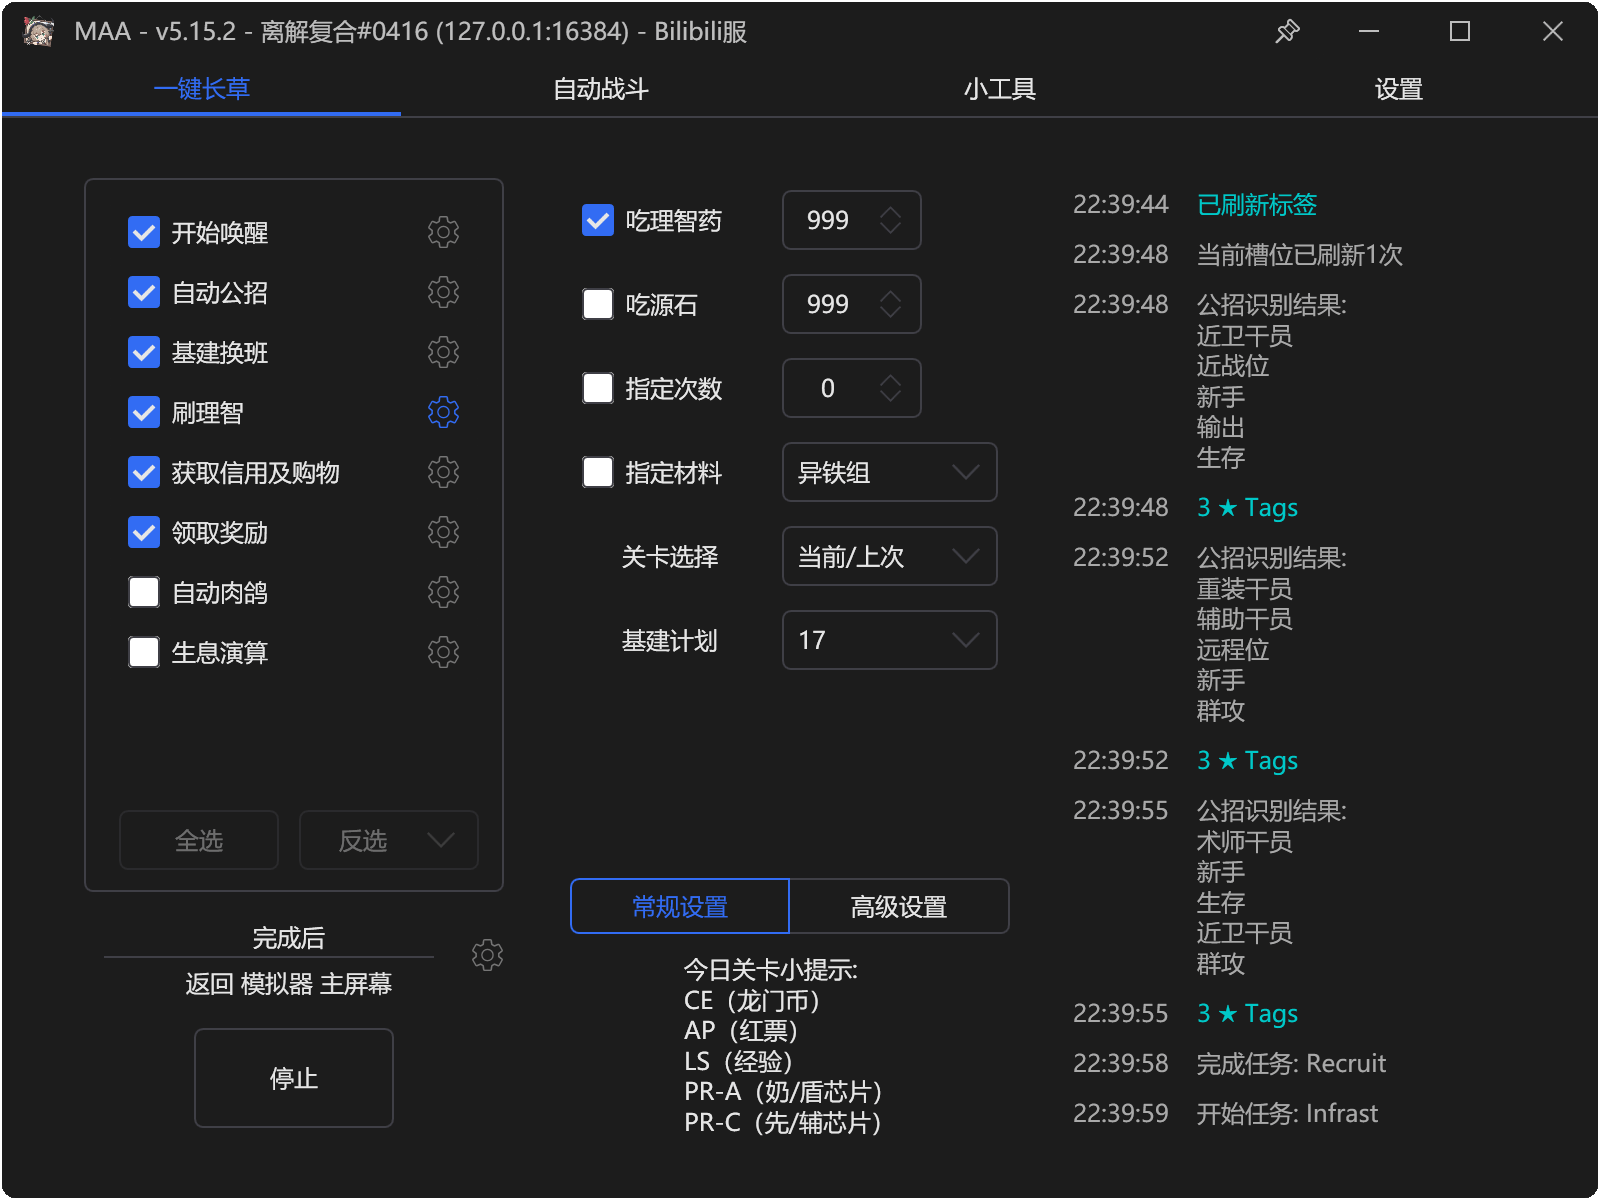 MAA - v5.15.2 - 离解复合#0416 (127.0.0.1:16384) - Bilibili服
一键长草
自动战斗
小工具
设置
开始唤醒
自动公招
基建换班
刷理智
获取信用及购物
领取奖励
自动肉鸽
生息演算
全选
反选
完成后
返回 模拟器 主屏幕
停止
吃理智药 999
吃源石 999
指定次数 0
指定材料 异铁组
关卡选择 当前/上次
基建计划 17
常规设置
高级设置
今日关卡小提示:
CE（龙门币）
AP（红票）
LS（经验）
PR-A（奶/盾芯片）
PR-C（先/辅芯片）
22:39:44 已刷新标签
22:39:48 当前槽位已刷新1次
22:39:48 公招识别结果:
近卫干员
近战位
新手
输出
生存
22:39:48 3 ★ Tags
22:39:52 公招识别结果:
重装干员
辅助干员
远程位
新手
群攻
22:39:52 3 ★ Tags
22:39:55 公招识别结果:
术师干员
新手
生存
近卫干员
群攻
22:39:55 3 ★ Tags
22:39:58 完成任务: Recruit
22:39:59 开始任务: Infrast